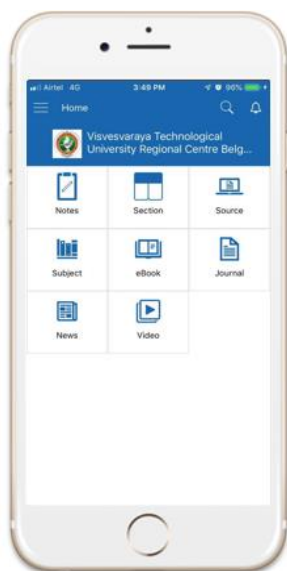 Airtel 4G 3:49 PM 96%
Home
Visvesvaraya Technological
University Regional Centre Belg...
Notes Section Source
Subject eBook Journal
News Video